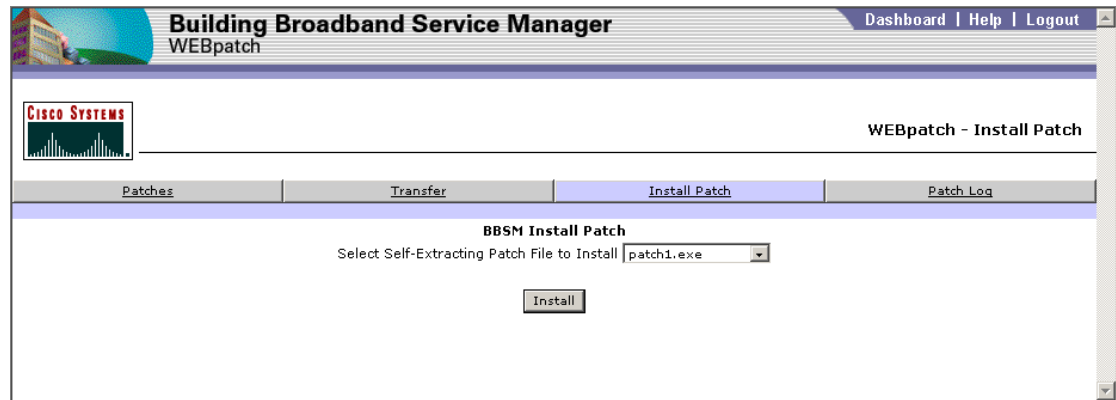 Building Broadband Service Manager
WEBpatch
Dashboard | Help | Logout
CISCO SYSTEMS
WEBpatch - Install Patch
Patches Transfer Install Patch Patch Log
BBSM Install Patch
Select Self-Extracting Patch File to Install patch1.exe
Install